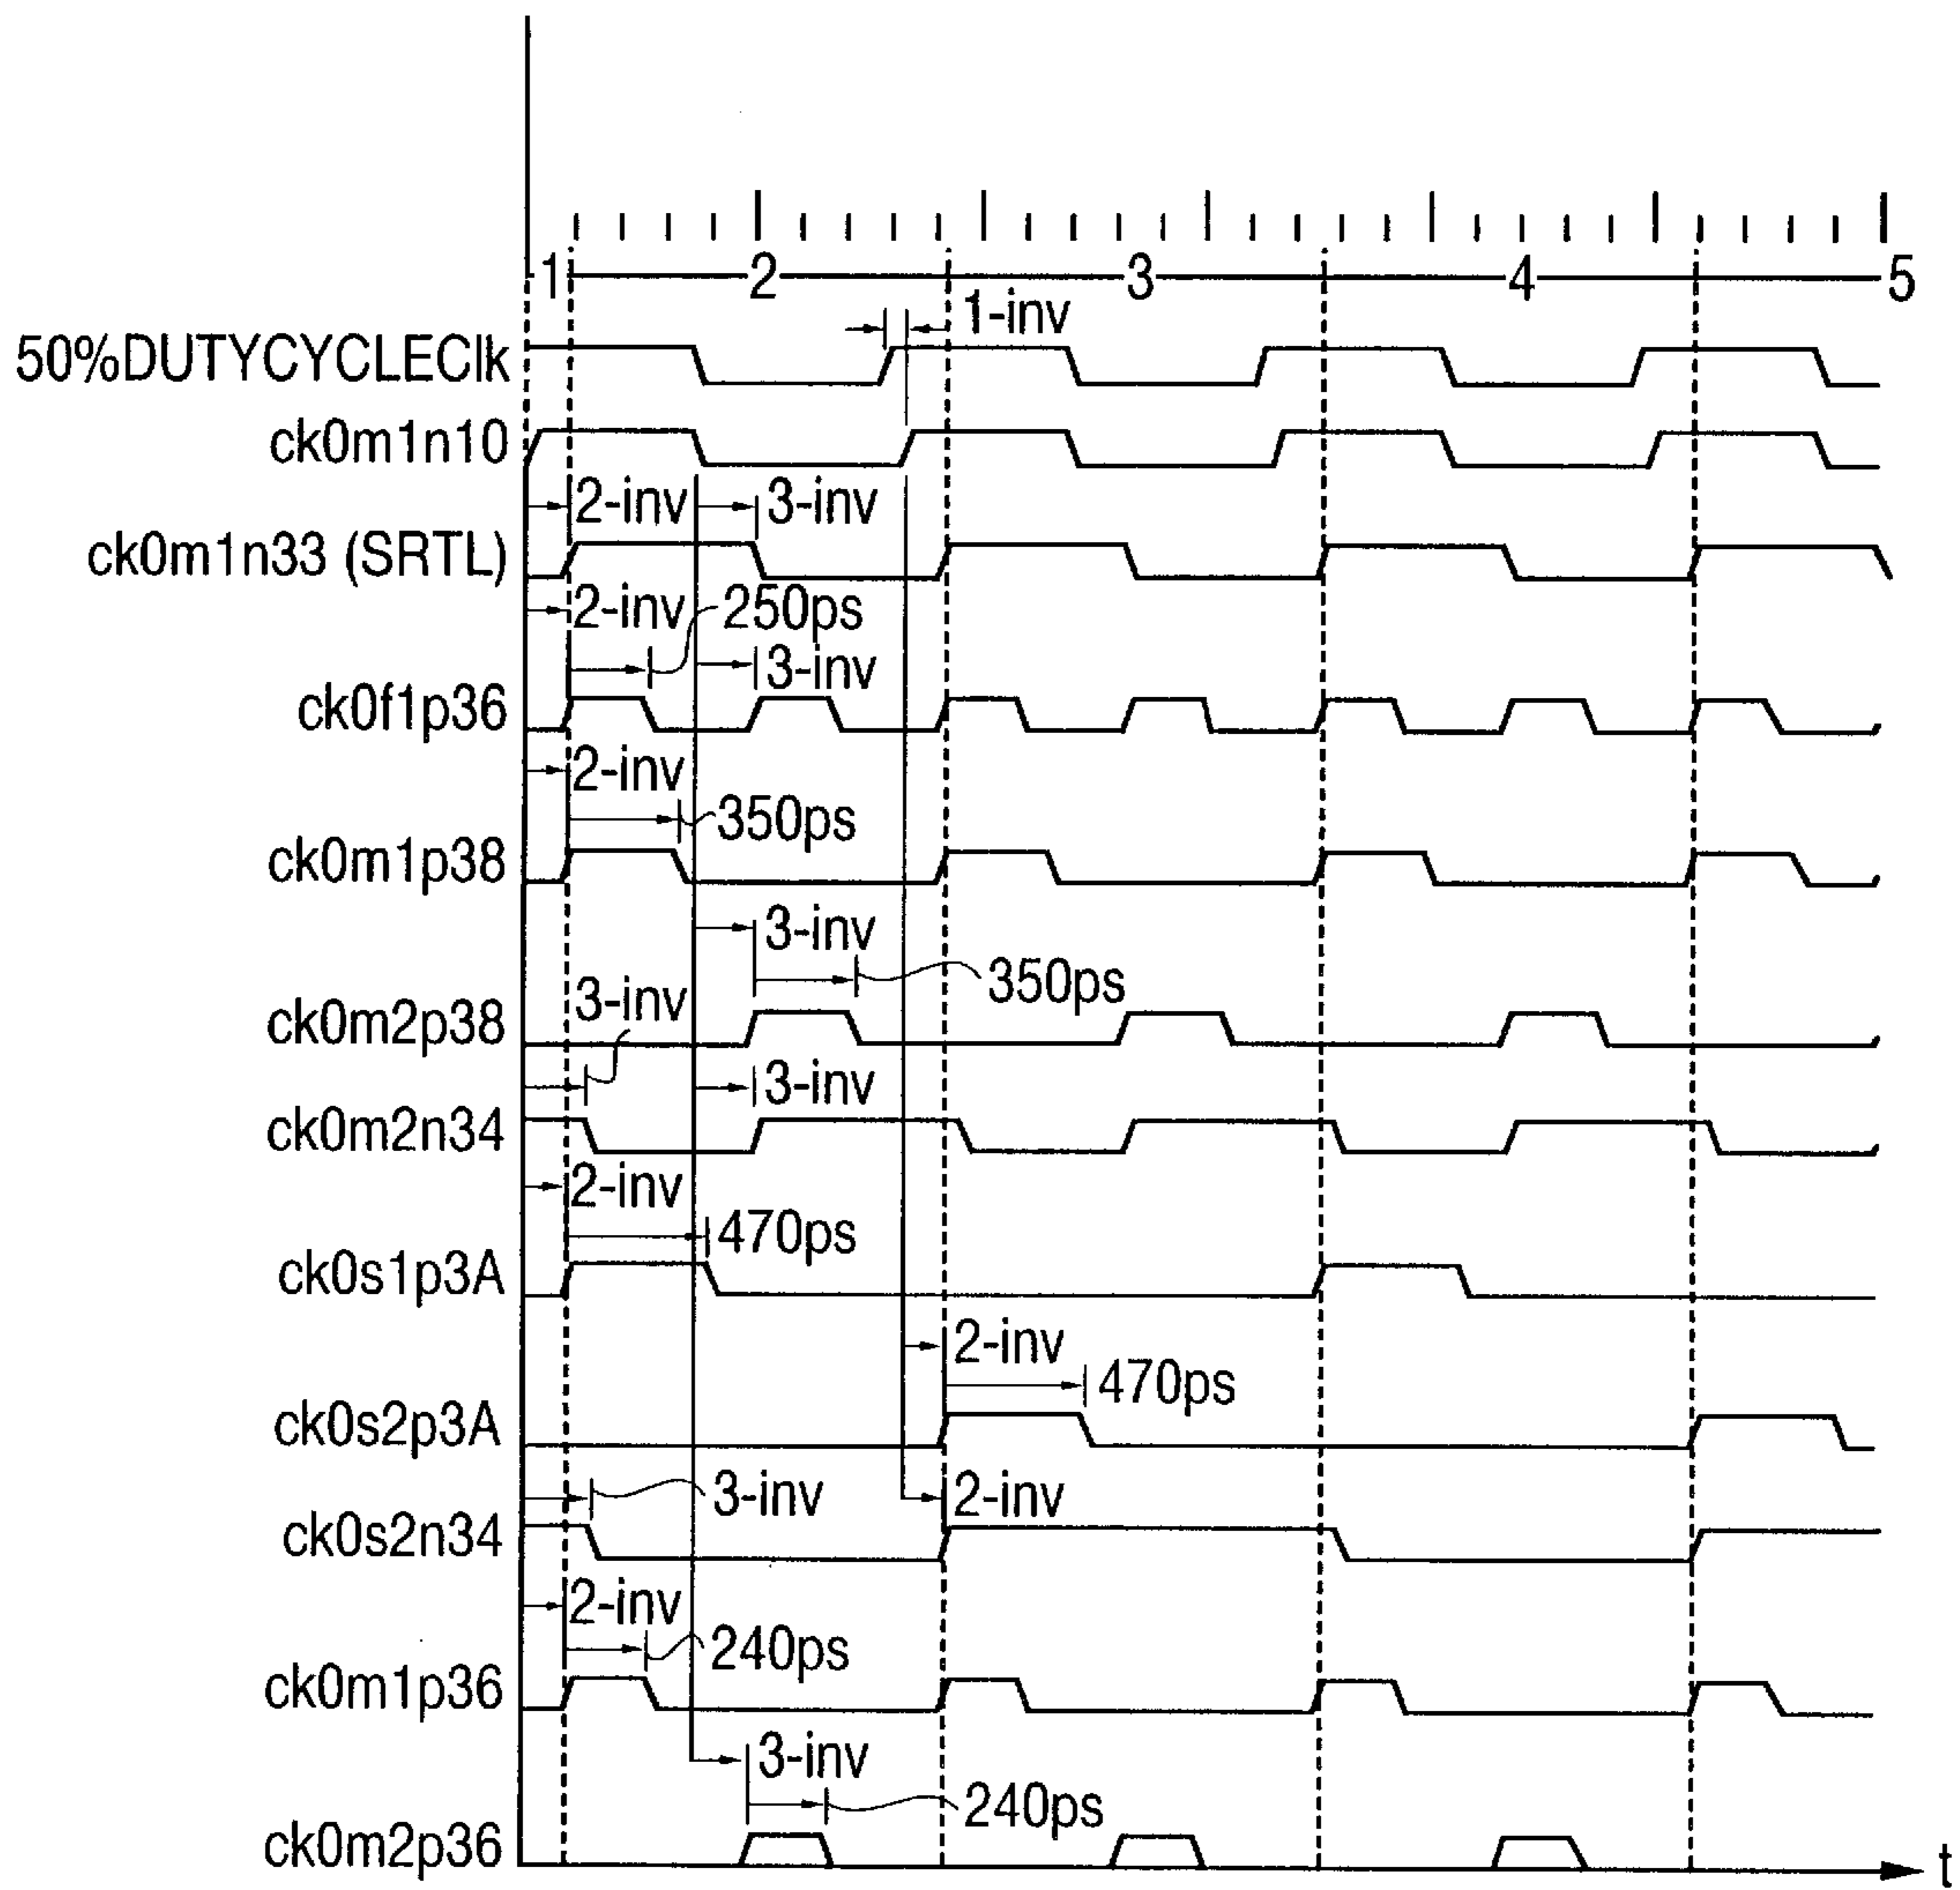 1 2 3 4 5
1-inv
50%DUTYCYCLEClk
ck0m1n10
2-inv 3-inv
ck0m1n33 (SRTL)
2-inv 250ps
3-inv
ck0f1p36
2-inv
350ps
ck0m1p38
3-inv
350ps
3-inv
ck0m2p38
3-inv
ck0m2n34
2-inv
470ps
ck0s1p3A
2-inv
470ps
ck0s2p3A
3-inv 2-inv
ck0s2n34
2-inv
240ps
ck0m1p36
3-inv
240ps
ck0m2p36
t